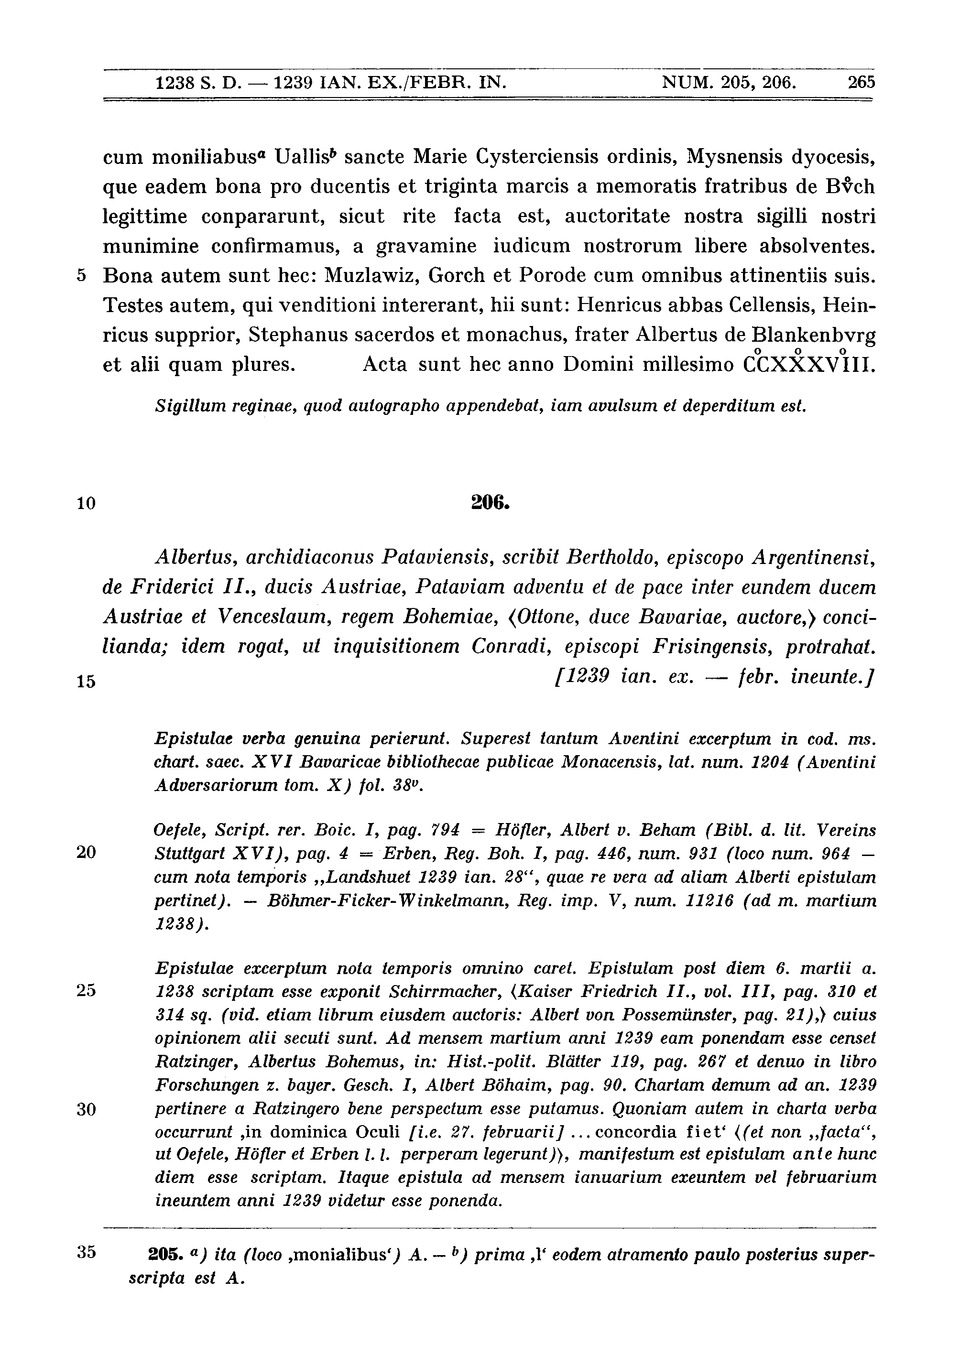 1238 S. D. — 1239 IAN. EX./FEBR. IN. NUM. 205, 206. 265
cum moniliabusᵃ Uallisᵇ sancte Marie Cysterciensis ordinis, Mysnensis dyocesis,
que eadem bona pro ducentis et triginta marcis a memoratis fratribus de Bv̊ch
legittime conpararunt, sicut rite facta est, auctoritate nostra sigilli nostri
munimine confirmamus, a gravamine iudicum nostrorum libere absolventes.
5 Bona autem sunt hec: Muzlawiz, Gorch et Porode cum omnibus attinentiis suis.
Testes autem, qui venditioni intererant, hii sunt: Henricus abbas Cellensis, Hein-
ricus supprior, Stephanus sacerdos et monachus, frater Albertus de Blankenbvrg
et alii quam plures. Acta sunt hec anno Domini millesimo CC̊XXX̊VII̊I.
Sigillum reginae, quod autographo appendebat, iam avulsum et deperditum est.
10 206.
Albertus, archidiaconus Pataviensis, scribit Bertholdo, episcopo Argentinensi,
de Friderici II., ducis Austriae, Pataviam adventu et de pace inter eundem ducem
Austriae et Venceslaum, regem Bohemiae, ⟨Ottone, duce Bavariae, auctore,⟩ conci-
lianda; idem rogat, ut inquisitionem Conradi, episcopi Frisingensis, protrahat.
15 [1239 ian. ex. — febr. ineunte.]
Epistulae verba genuina perierunt. Superest tantum Aventini excerptum in cod. ms.
chart. saec. XVI Bavaricae bibliothecae publicae Monacensis, lat. num. 1204 (Aventini
Adversariorum tom. X) fol. 38ᵛ.
Oefele, Script. rer. Boic. I, pag. 794 = Höfler, Albert v. Beham (Bibl. d. lit. Vereins
20 Stuttgart XVI), pag. 4 = Erben, Reg. Boh. I, pag. 446, num. 931 (loco num. 964 —
cum nota temporis „Landshuet 1239 ian. 28“, quae re vera ad aliam Alberti epistulam
pertinet). — Böhmer-Ficker-Winkelmann, Reg. imp. V, num. 11216 (ad m. martium
1238).
Epistulae excerptum nota temporis omnino caret. Epistulam post diem 6. martii a.
25 1238 scriptam esse exponit Schirrmacher, ⟨Kaiser Friedrich II., vol. III, pag. 310 et
314 sq. (vid. etiam librum eiusdem auctoris: Albert von Possemünster, pag. 21),⟩ cuius
opinionem alii secuti sunt. Ad mensem martium anni 1239 eam ponendam esse censet
Ratzinger, Albertus Bohemus, in: Hist.-polit. Blätter 119, pag. 267 et denuo in libro
Forschungen z. bayer. Gesch. I, Albert Böhaim, pag. 90. Chartam demum ad an. 1239
30 pertinere a Ratzingero bene perspectum esse putamus. Quoniam autem in charta verba
occurrunt ‚in dominica Oculi [i.e. 27. februarii] ... concordia fiet‘ ⟨(et non „facta“,
ut Oefele, Höfler et Erben l. l. perperam legerunt)⟩, manifestum est epistulam ante hunc
diem esse scriptam. Itaque epistula ad mensem ianuarium exeuntem vel februarium
ineuntem anni 1239 videtur esse ponenda.
35 205. ᵃ) ita (loco ‚monialibus‘) A. — ᵇ) prima ‚l‘ eodem atramento paulo posterius super-
scripta est A.